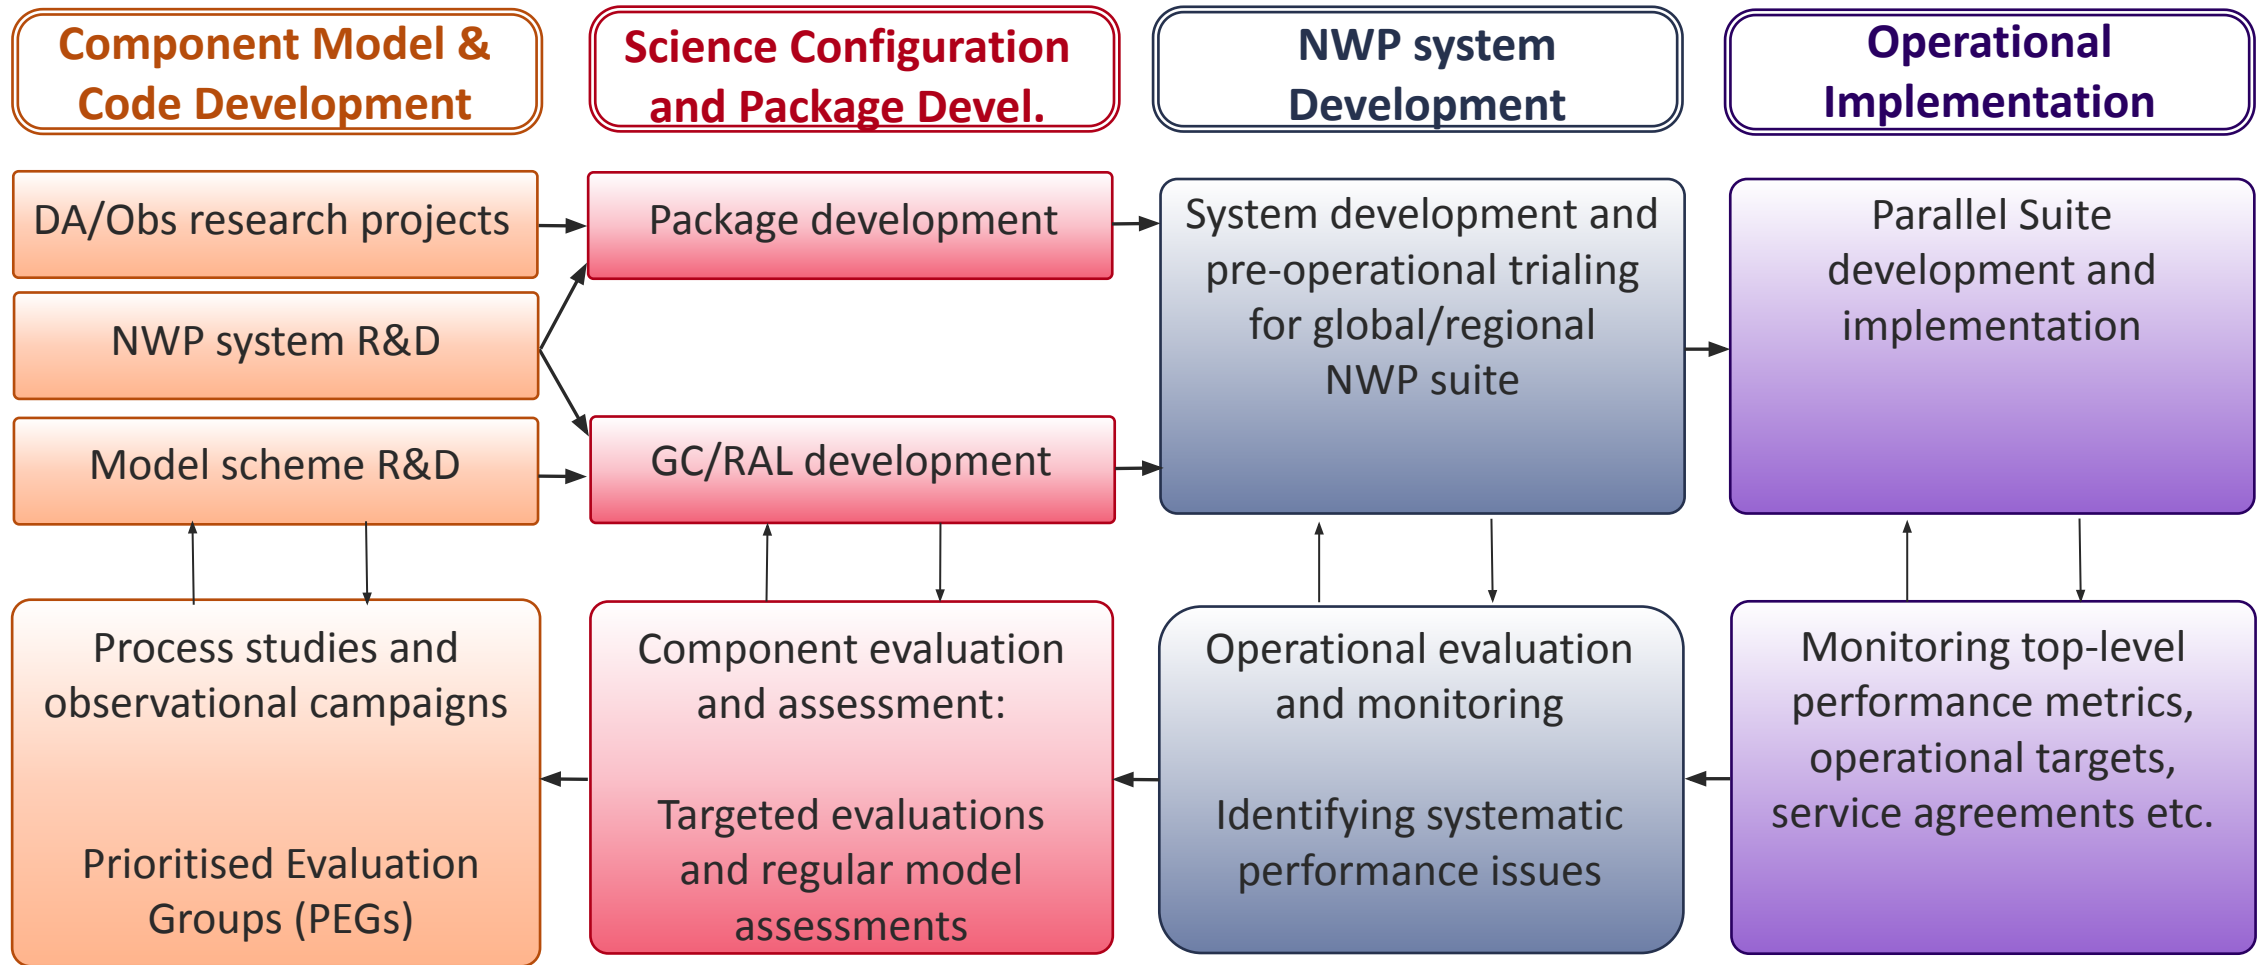 Component Model &
Code Development
Science Configuration
and Package Devel.
NWP system
Development
Operational
Implementation
DA/Obs research projects
NWP system R&D
Model scheme R&D
Package development
GC/RAL development
System development and
pre-operational trialing
for global/regional
NWP suite
Parallel Suite
development and
implementation
Process studies and
observational campaigns
Prioritised Evaluation
Groups (PEGs)
Component evaluation
and assessment:
Targeted evaluations
and regular model
assessments
Operational evaluation
and monitoring
Identifying systematic
performance issues
Monitoring top-level
performance metrics,
operational targets,
service agreements etc.